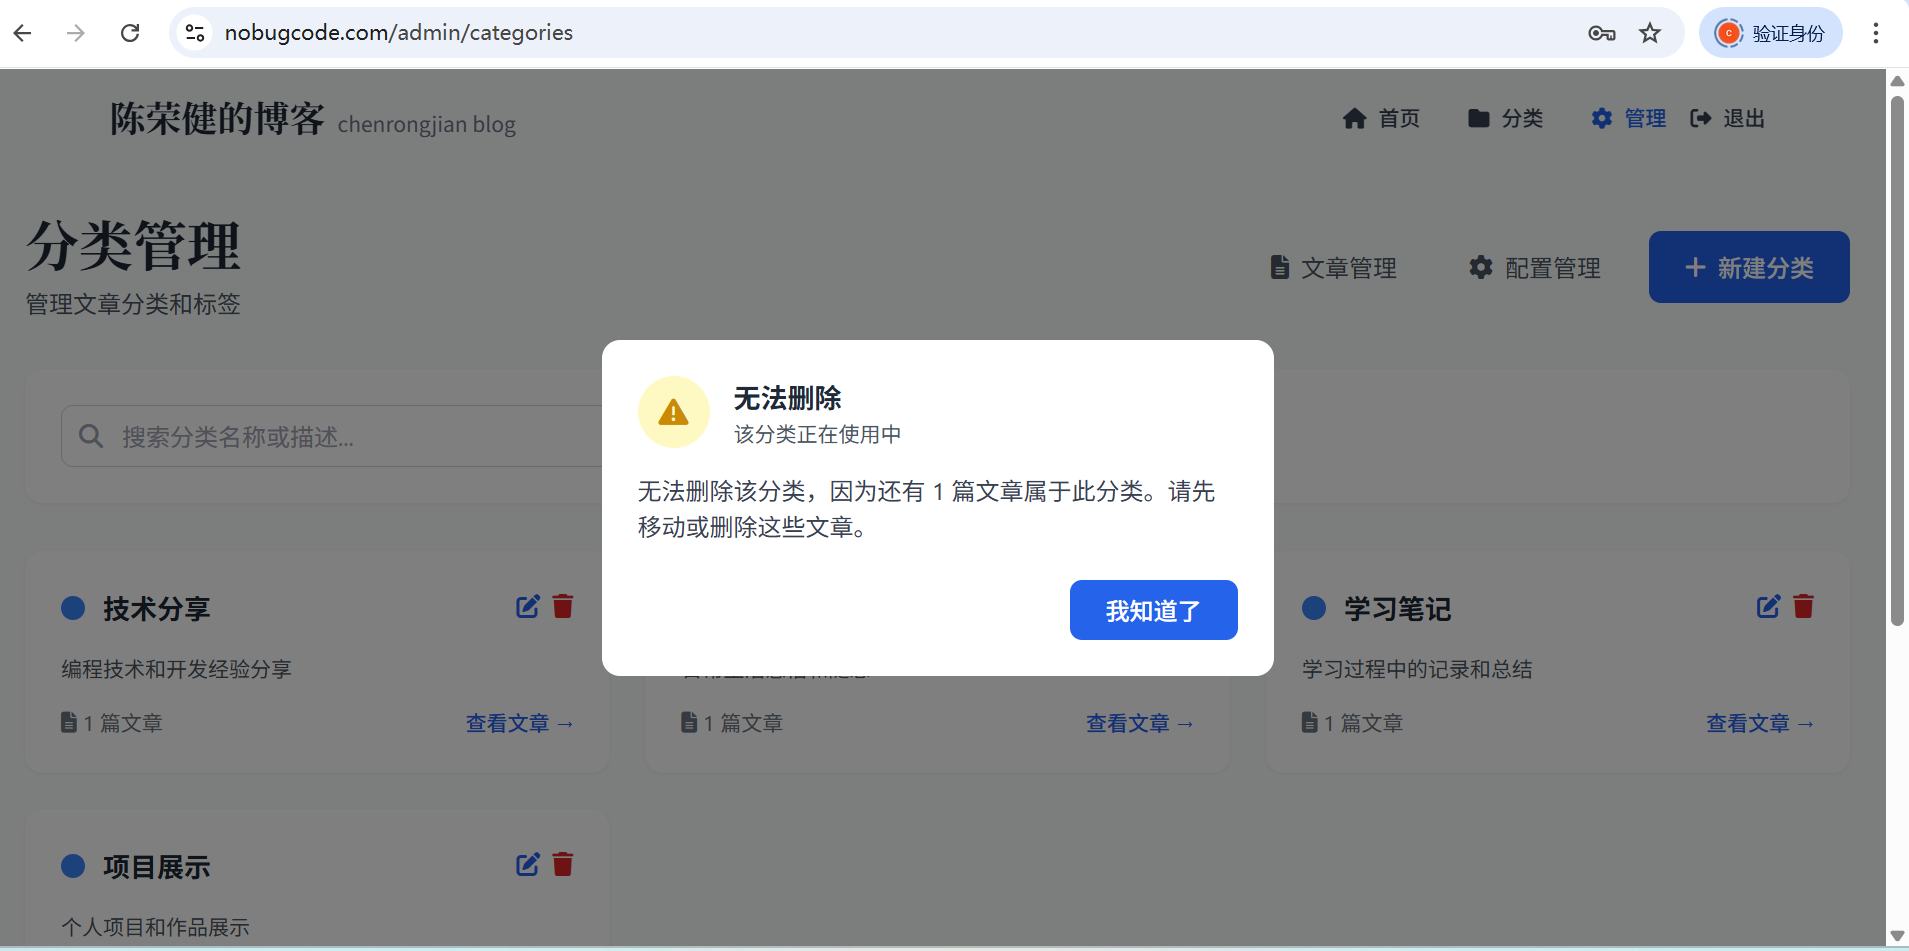 nobugcode.com/admin/categories
C
验证身份
陈荣健的博客 chenrongjian blog
首页
分类
管理
退出
分类管理
管理文章分类和标签
文章管理
配置管理
新建分类
搜索分类名称或描述...
无法删除
该分类正在使用中
无法删除该分类，因为还有 1 篇文章属于此分类。请先
移动或删除这些文章。
我知道了
技术分享
编程技术和开发经验分享
1 篇文章
查看文章 →
1 篇文章
查看文章 →
学习笔记
学习过程中的记录和总结
1 篇文章
查看文章 →
项目展示
个人项目和作品展示